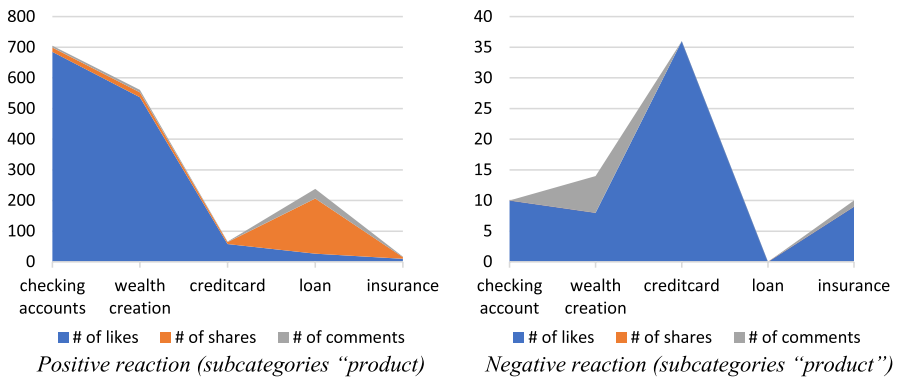 800
700
600
500
400
300
200
100
0
checking accounts
wealth creation
creditcard
loan
insurance
# of likes # of shares # of comments
Positive reaction (subcategories “product)
40
35
30
25
20
15
10
5
0
checking account
wealth creation
creditcard
loan
insurance
# of likes # of shares # of comments
Negative reaction (subcategories “product”)